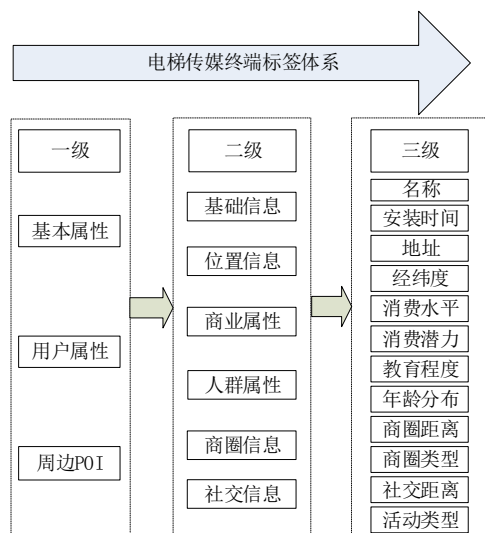 电梯传媒终端标签体系
一级
基本属性
用户属性
周边POI
二级
基础信息
位置信息
商业属性
人群属性
商圈信息
社交信息
三级
名称
安装时间
地址
经纬度
消费水平
消费潜力
教育程度
年龄分布
商圈距离
商圈类型
社交距离
活动类型